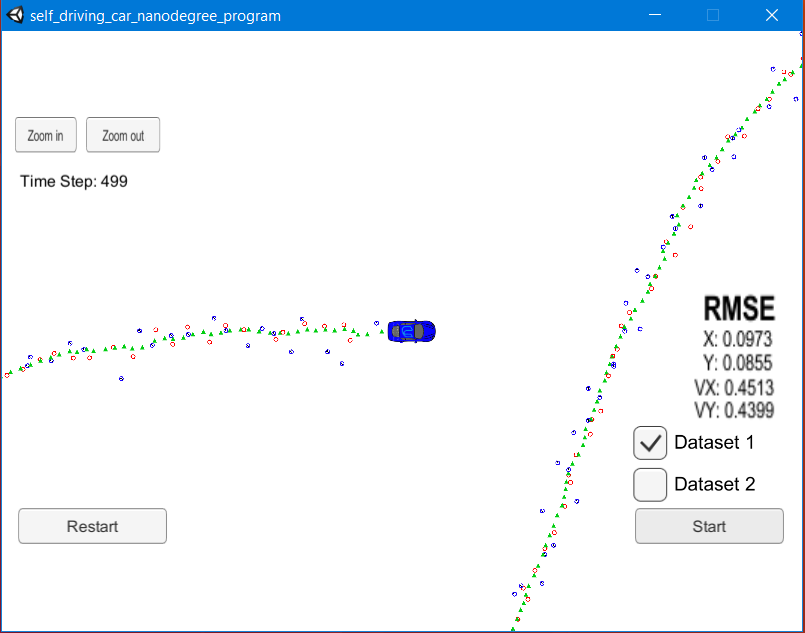 self_driving_car_nanodegree_program
Zoom in
Zoom out
Time Step: 499
RMSE
X: 0.0973
Y: 0.0855
VX: 0.4513
VY: 0.4399
Dataset 1
Dataset 2
Restart
Start